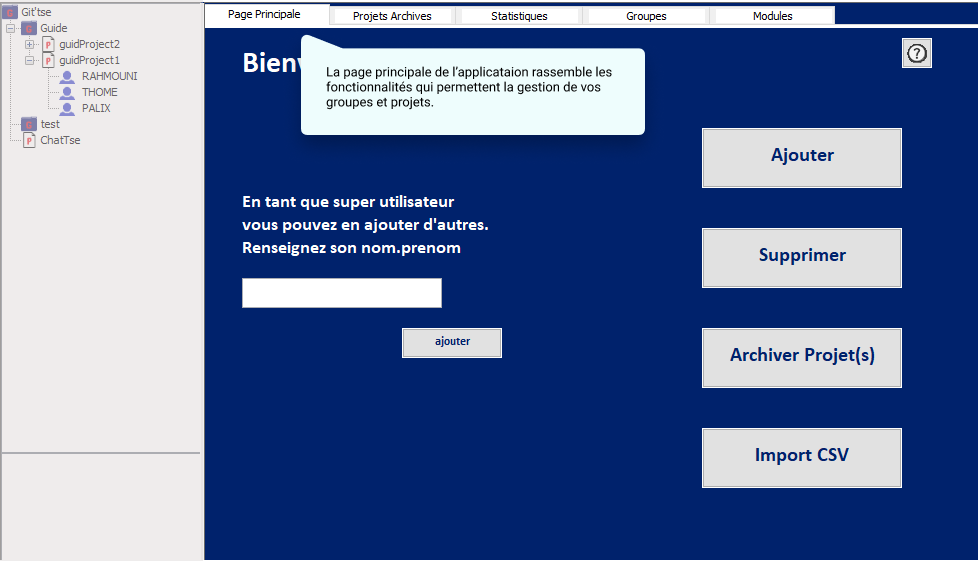 Git'tse
Guide
guidProject2
guidProject1
RAHMOUNI
THOME
PALIX
test
ChatTse
Page Principale
Projets Archives
Statistiques
Groupes
Modules
La page principale de l'applicataion rassemble les
fonctionnalités qui permettent la gestion de vos
groupes et projets.
?
En tant que super utilisateur
vous pouvez en ajouter d'autres.
Renseignez son nom.prenom
ajouter
Ajouter
Supprimer
Archiver Projet(s)
Import CSV